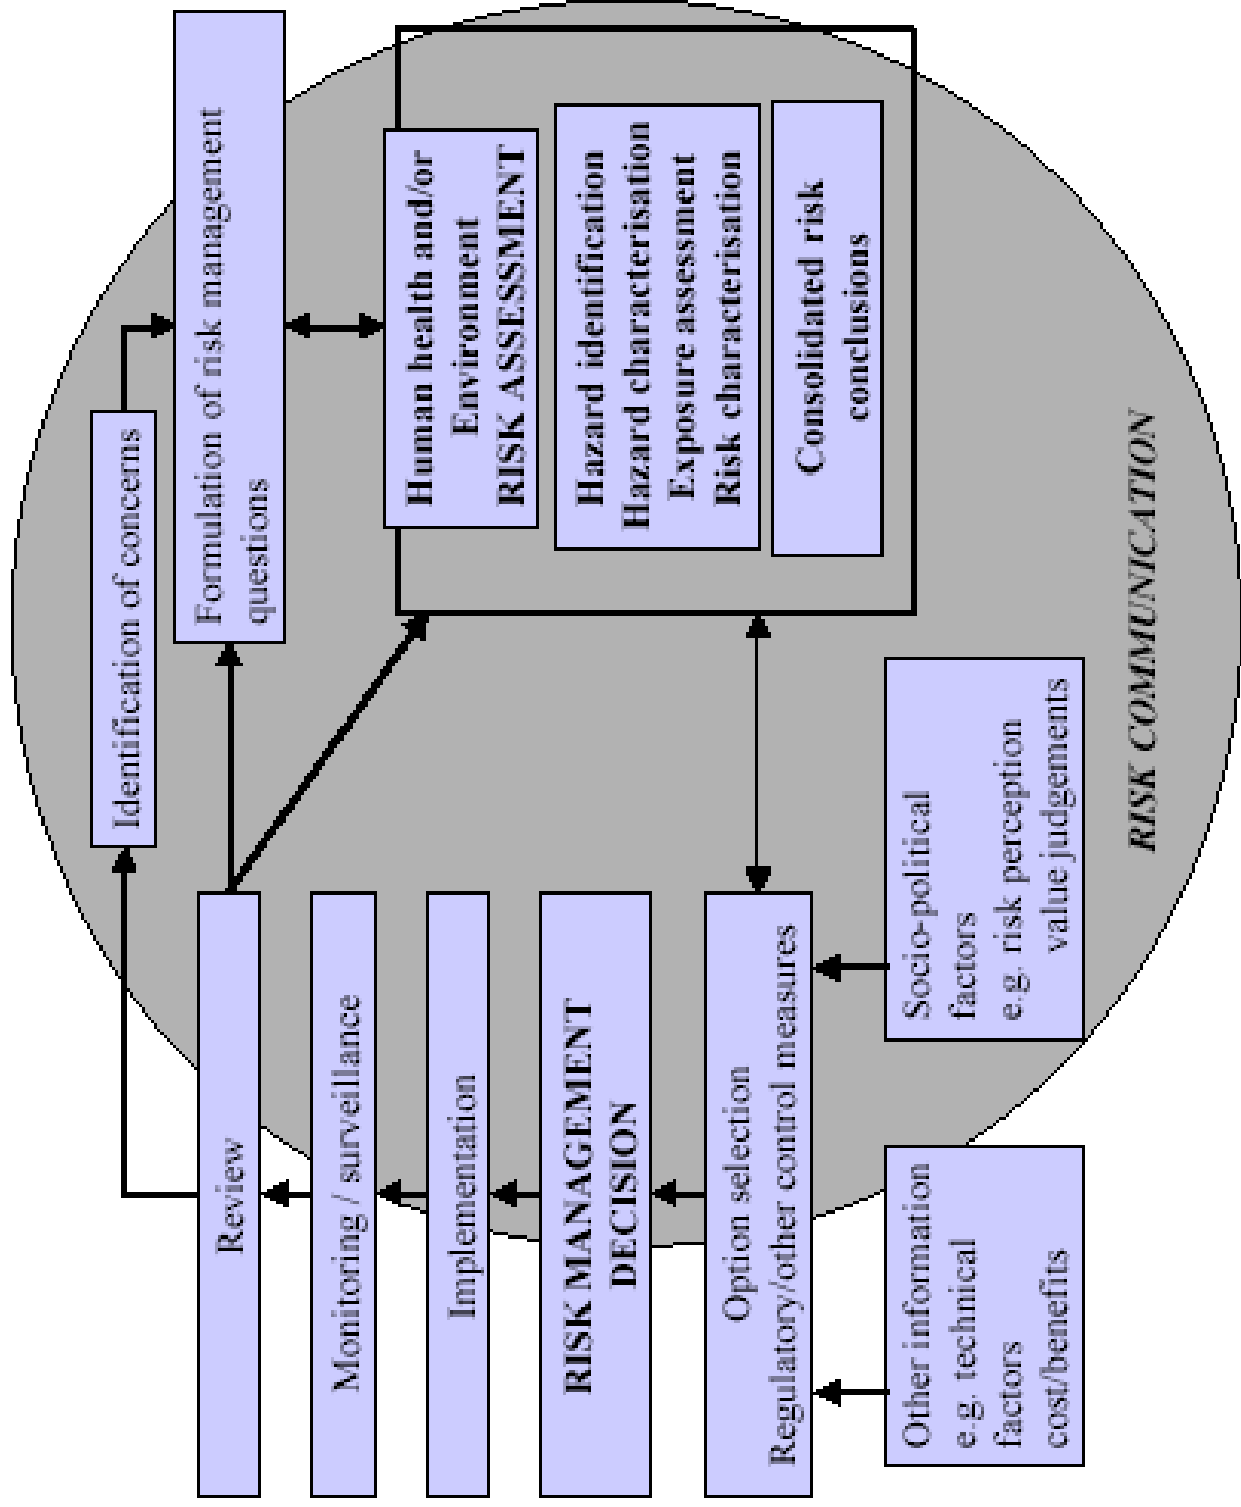 Identification of concerns
Review
Formulation of risk management
questions
Monitoring / surveillance
Human health and/or
Environment
RISK ASSESSMENT
Implementation
Hazard identification
Hazard characterisation
Exposure assessment
Risk characterisation
RISK MANAGEMENT
DECISION
Consolidated risk
conclusions
Option selection
Regulatory/other control measures
Other information
e.g. technical
factors
cost/benefits
Socio-political
factors
e.g. risk perception
value judgements
RISK COMMUNICATION